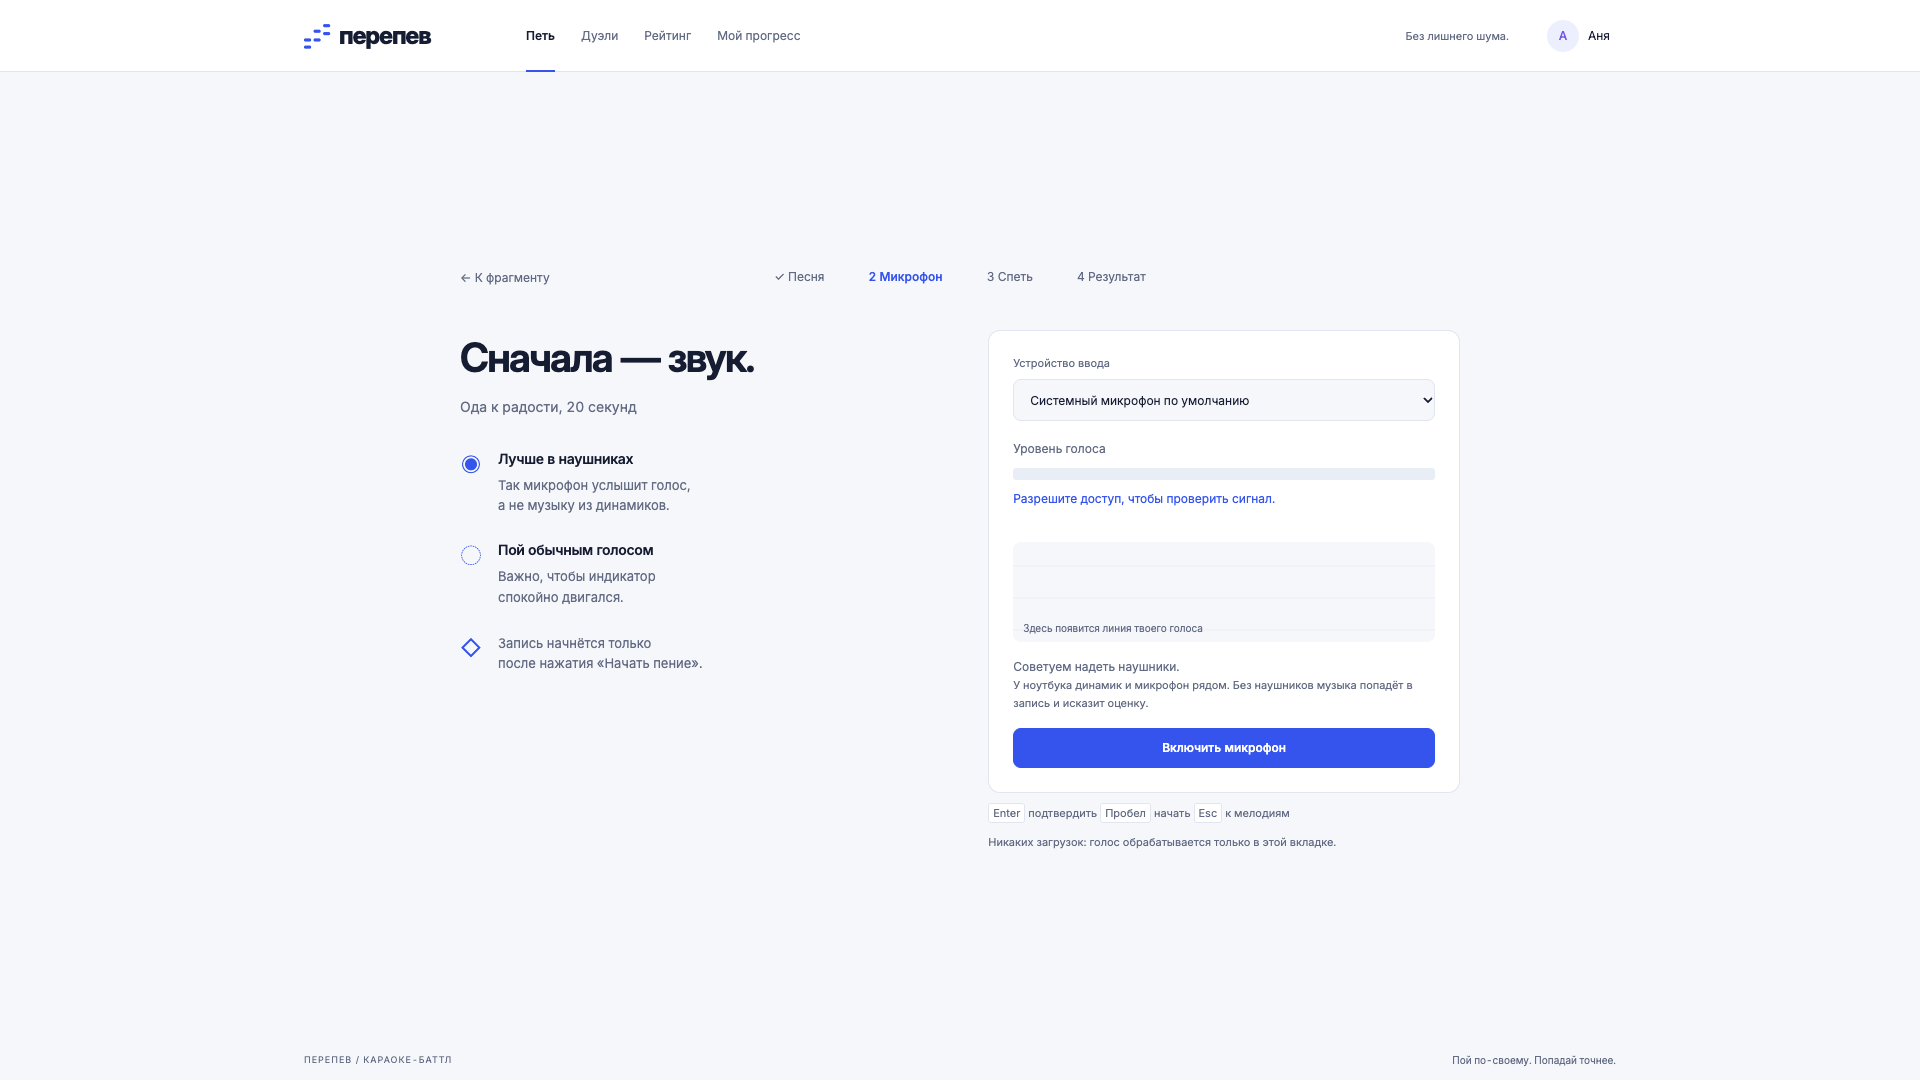 перепев
Петь
Дуэли
Рейтинг
Мой прогресс
Без лишнего шума.
А
Аня
← К фрагменту
✓ Песня
2 Микрофон
3 Спеть
4 Результат
Сначала — звук.
Ода к радости, 20 секунд
Лучше в наушниках
Так микрофон услышит голос,
а не музыку из динамиков.
Пой обычным голосом
Важно, чтобы индикатор
спокойно двигался.
Запись начнётся только
после нажатия «Начать пение».
Устройство ввода
Системный микрофон по умолчанию
Уровень голоса
Разрешите доступ, чтобы проверить сигнал.
Здесь появится линия твоего голоса
Советуем надеть наушники.
У ноутбука динамик и микрофон рядом. Без наушников музыка попадёт в
запись и исказит оценку.
Включить микрофон
Enter подтвердить Пробел начать Esc к мелодиям
Никаких загрузок: голос обрабатывается только в этой вкладке.
ПЕРЕПЕВ / КАРАОКЕ-БАТТЛ
Пой по-своему. Попадай точнее.